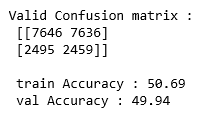 Valid Confusion matrix :
[[7646 7636]
[2495 2459]]
train Accuracy : 50.69
val Accuracy : 49.94